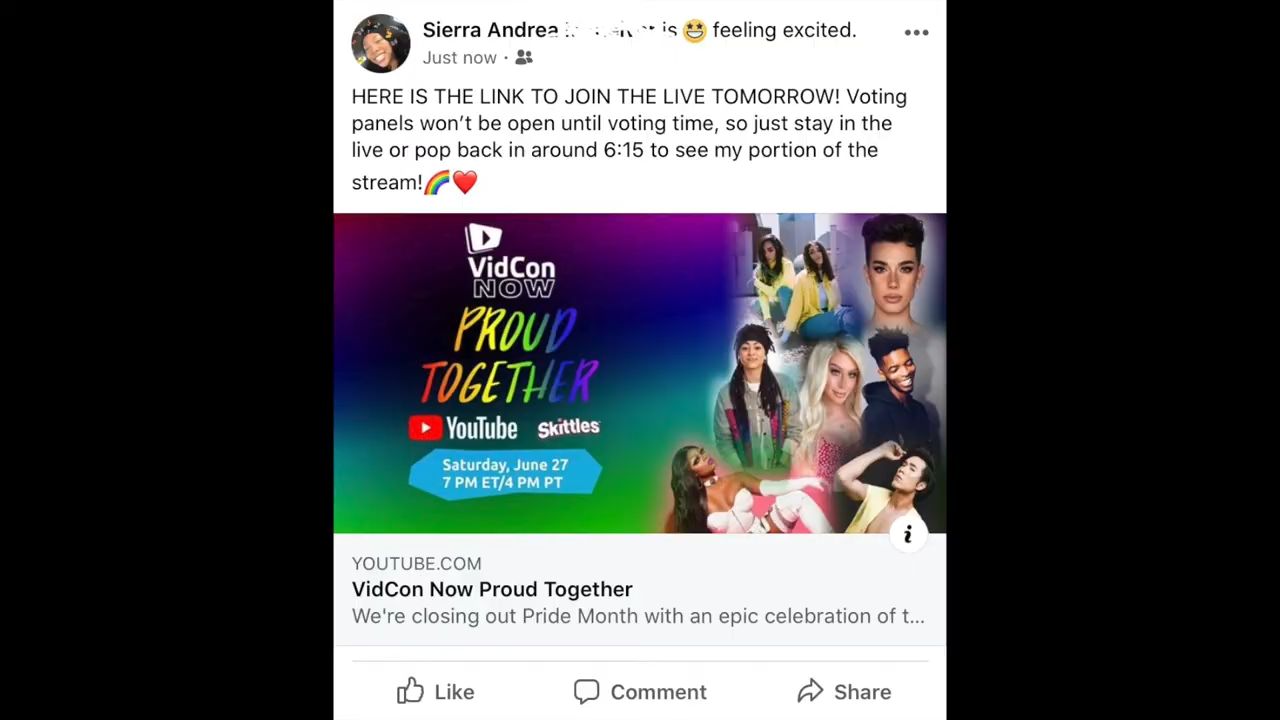 Sierra Andrea is 🤩 feeling excited.
Just now ·
HERE IS THE LINK TO JOIN THE LIVE TOMORROW! Voting
panels won’t be open until voting time, so just stay in the
live or pop back in around 6:15 to see my portion of the
stream!🌈❤️
VidCon
NOW
PROUD
TOGETHER
YouTube Skittles
Saturday, June 27
7 PM ET/4 PM PT
YOUTUBE.COM
VidCon Now Proud Together
We're closing out Pride Month with an epic celebration of t...
Like Comment Share